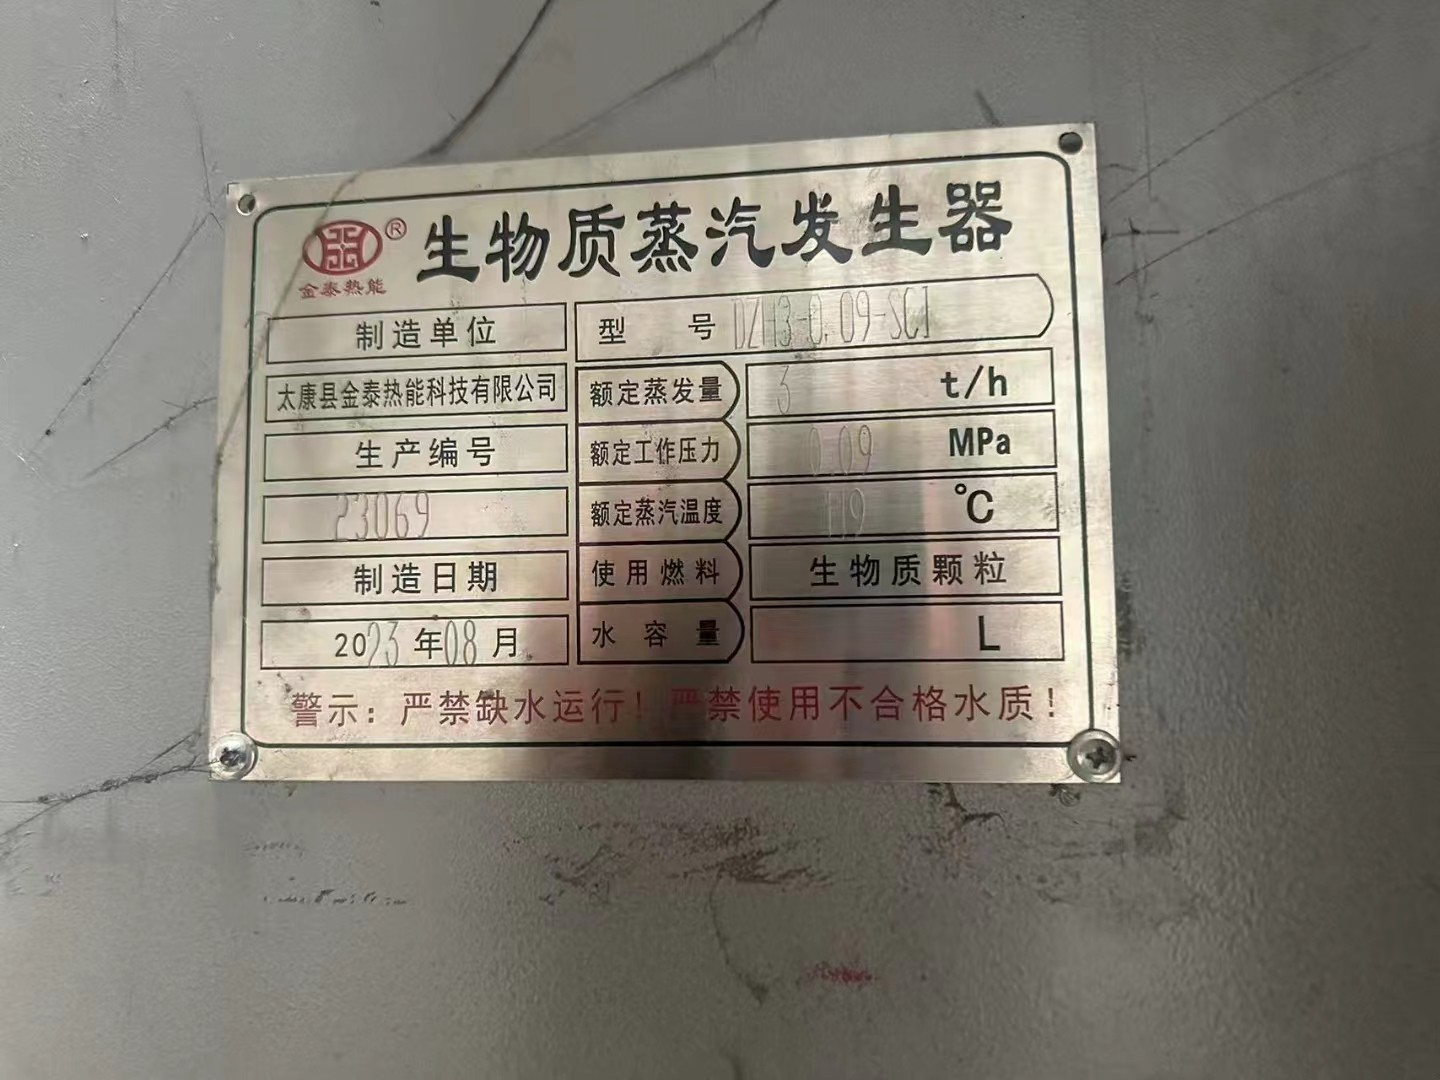 金泰热能 ® 生物质蒸汽发生器
制造单位
太康县金泰热能科技有限公司
生产编号
23069
制造日期
2023年08月
型号 DZH3-0.09-SCI
额定蒸发量 3 t/h
额定工作压力 0.09 MPa
额定蒸汽温度 119 ℃
使用燃料 生物质颗粒
水容量 L
警示：严禁缺水运行！严禁使用不合格水质！